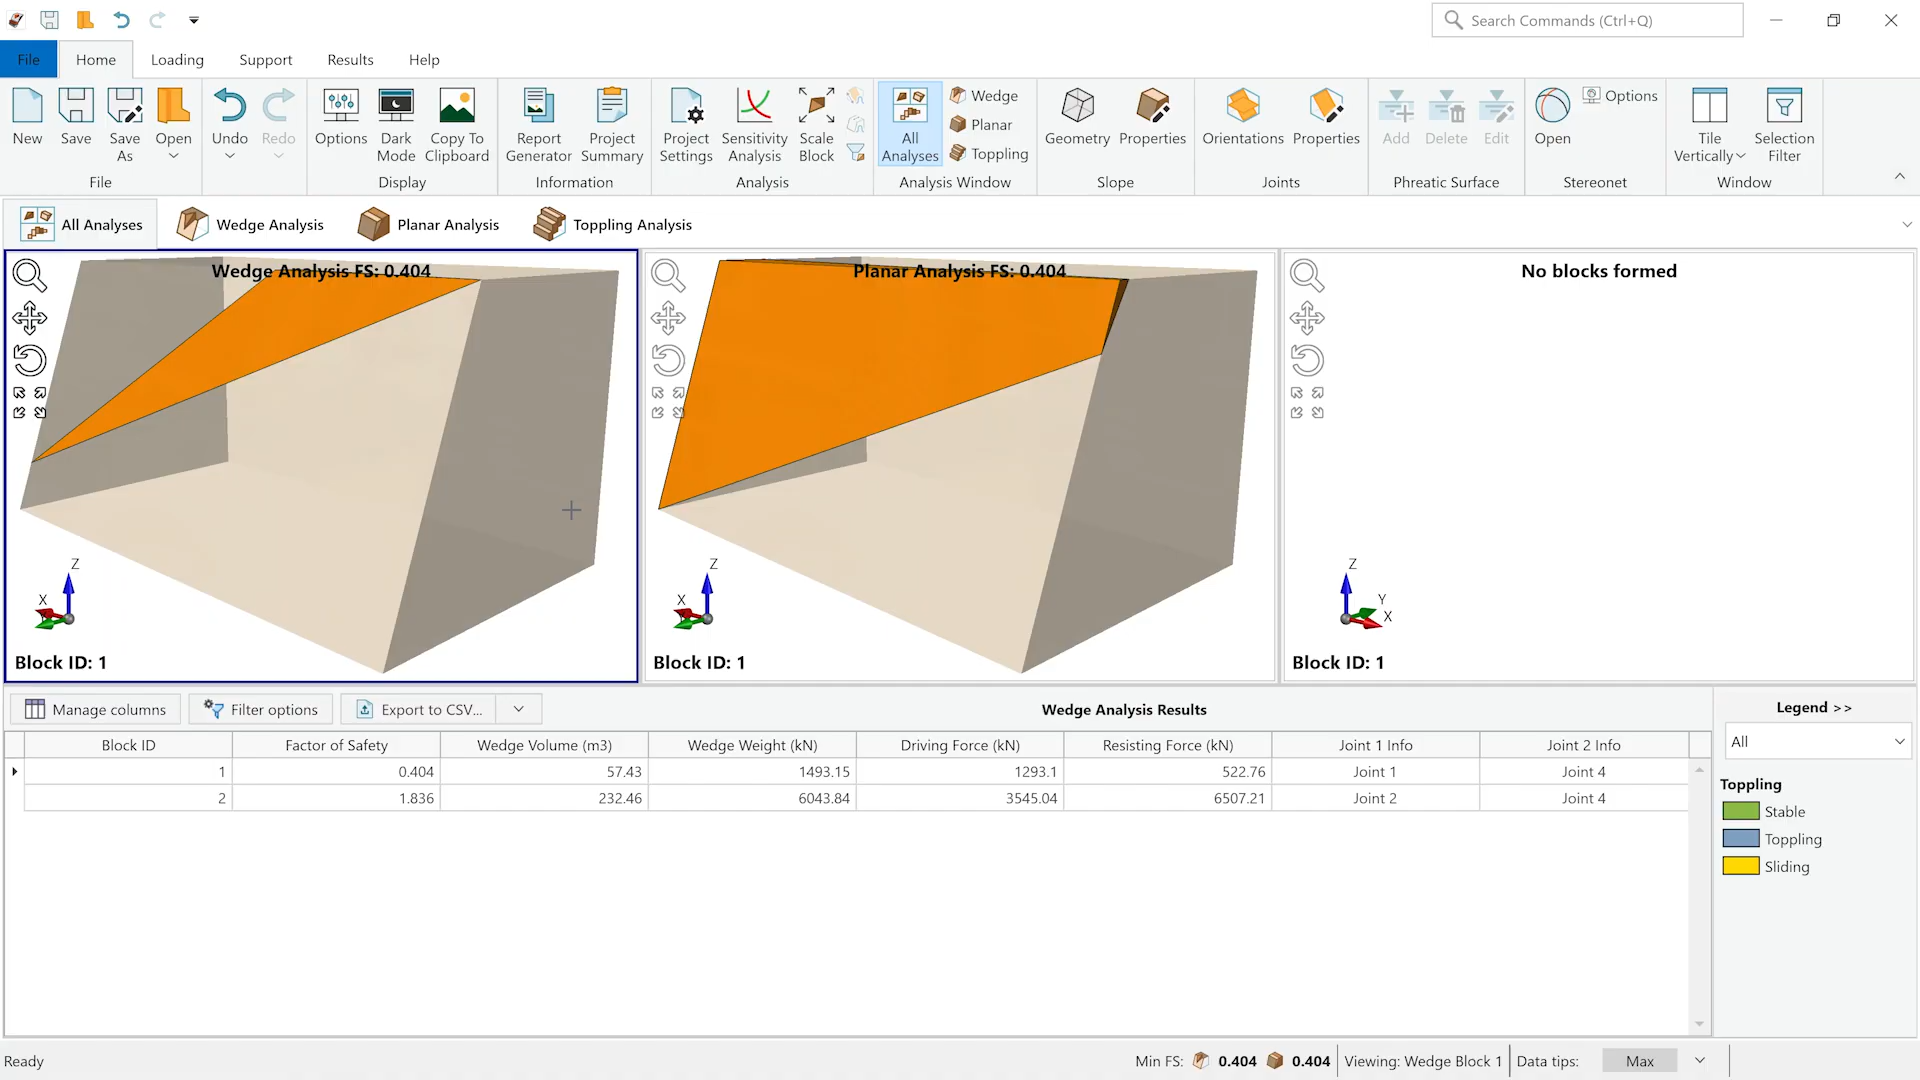 Search Commands (Ctrl+Q)
File Home Loading Support Results Help
New Save Save As Open Undo Redo Options Dark Mode Copy To Clipboard Report Generator Project Summary Project Settings Sensitivity Analysis Scale Block All Analyses Wedge Planar Toppling Geometry Properties Orientations Properties Add Delete Edit Open Options Tile Vertically Selection Filter
File Display Information Analysis Analysis Window Slope Joints Phreatic Surface Stereonet Window
All Analyses Wedge Analysis Planar Analysis Toppling Analysis
Wedge Analysis FS: 0.404
Z
X
Block ID: 1
Planar Analysis FS: 0.404
Z
X
Block ID: 1
No blocks formed
Z
Y
X
Block ID: 1
Manage columns Filter options Export to CSV... Wedge Analysis Results
Block ID Factor of Safety Wedge Volume (m3) Wedge Weight (kN) Driving Force (kN) Resisting Force (kN) Joint 1 Info Joint 2 Info
1 0.404 57.43 1493.15 1293.1 522.76 Joint 1 Joint 4
2 1.836 232.46 6043.84 3545.04 6507.21 Joint 2 Joint 4
Legend >>
All
Toppling
Stable
Toppling
Sliding
Ready Min FS: 0.404 0.404 Viewing: Wedge Block 1 Data tips: Max